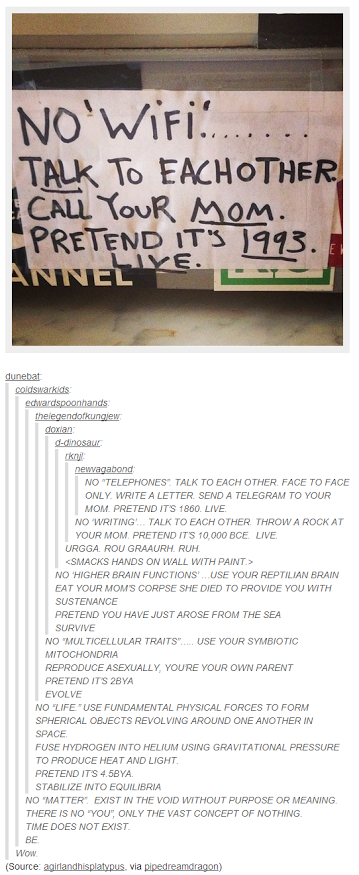 NO 'WiFi'........
TALK TO EACHOTHER.
CALL YOUR MOM.
PRETEND IT'S 1993.
LIVE.
ANNEL
dunebat:
coldswarkids:
edwardspoonhands:
thelegendofkungjew:
doxian:
d-dinosaur:
rknji:
newvagabond:
NO "TELEPHONES". TALK TO EACH OTHER. FACE TO FACE
ONLY. WRITE A LETTER. SEND A TELEGRAM TO YOUR
MOM. PRETEND IT'S 1860. LIVE.
NO 'WRITING'... TALK TO EACH OTHER. THROW A ROCK AT
YOUR MOM. PRETEND IT'S 10,000 BCE. LIVE.
URGGA. ROU GRAAURH. RUH.
<SMACKS HANDS ON WALL WITH PAINT.>
NO 'HIGHER BRAIN FUNCTIONS' ...USE YOUR REPTILIAN BRAIN
EAT YOUR MOM'S CORPSE SHE DIED TO PROVIDE YOU WITH
SUSTENANCE
PRETEND YOU HAVE JUST AROSE FROM THE SEA
SURVIVE
NO "MULTICELLULAR TRAITS"..... USE YOUR SYMBIOTIC
MITOCHONDRIA
REPRODUCE ASEXUALLY, YOU'RE YOUR OWN PARENT
PRETEND IT'S 2BYA
EVOLVE
NO "LIFE." USE FUNDAMENTAL PHYSICAL FORCES TO FORM
SPHERICAL OBJECTS REVOLVING AROUND ONE ANOTHER IN
SPACE.
FUSE HYDROGEN INTO HELIUM USING GRAVITATIONAL PRESSURE
TO PRODUCE HEAT AND LIGHT.
PRETEND IT'S 4.5BYA.
STABILIZE INTO EQUILIBRIA
NO "MATTER". EXIST IN THE VOID WITHOUT PURPOSE OR MEANING.
THERE IS NO "YOU", ONLY THE VAST CONCEPT OF NOTHING.
TIME DOES NOT EXIST.
BE.
Wow.
(Source: agirlandhisplatypus, via pipedreamdragon)